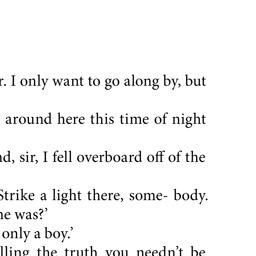 r. I only want to go along by, but
around here this time of night
d, sir, I fell overboard off of the
Strike a light there, some- body.
he was?’
only a boy.’
lling the truth you needn’t be